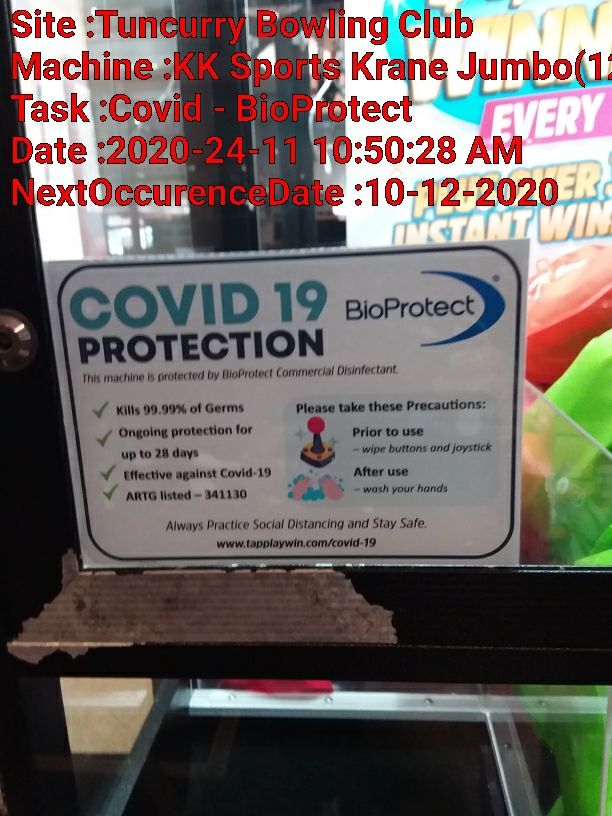 Site :Tuncurry Bowling Club
Machine :KK Sports Krane Jumbo(12
Task :Covid - BioProtect
Date :2020-24-11 10:50:28 AM
NextOccurenceDate :10-12-2020
EVERY
INSTANT WIN
COVID 19
PROTECTION
BioProtect
®
This machine is protected by BioProtect Commercial Disinfectant.
Kills 99.99% of Germs
Ongoing protection for
up to 28 days
Effective against Covid-19
ARTG listed – 341130
Please take these Precautions:
Prior to use
– wipe buttons and joystick
After use
– wash your hands
Always Practice Social Distancing and Stay Safe.
www.tapplaywin.com/covid-19